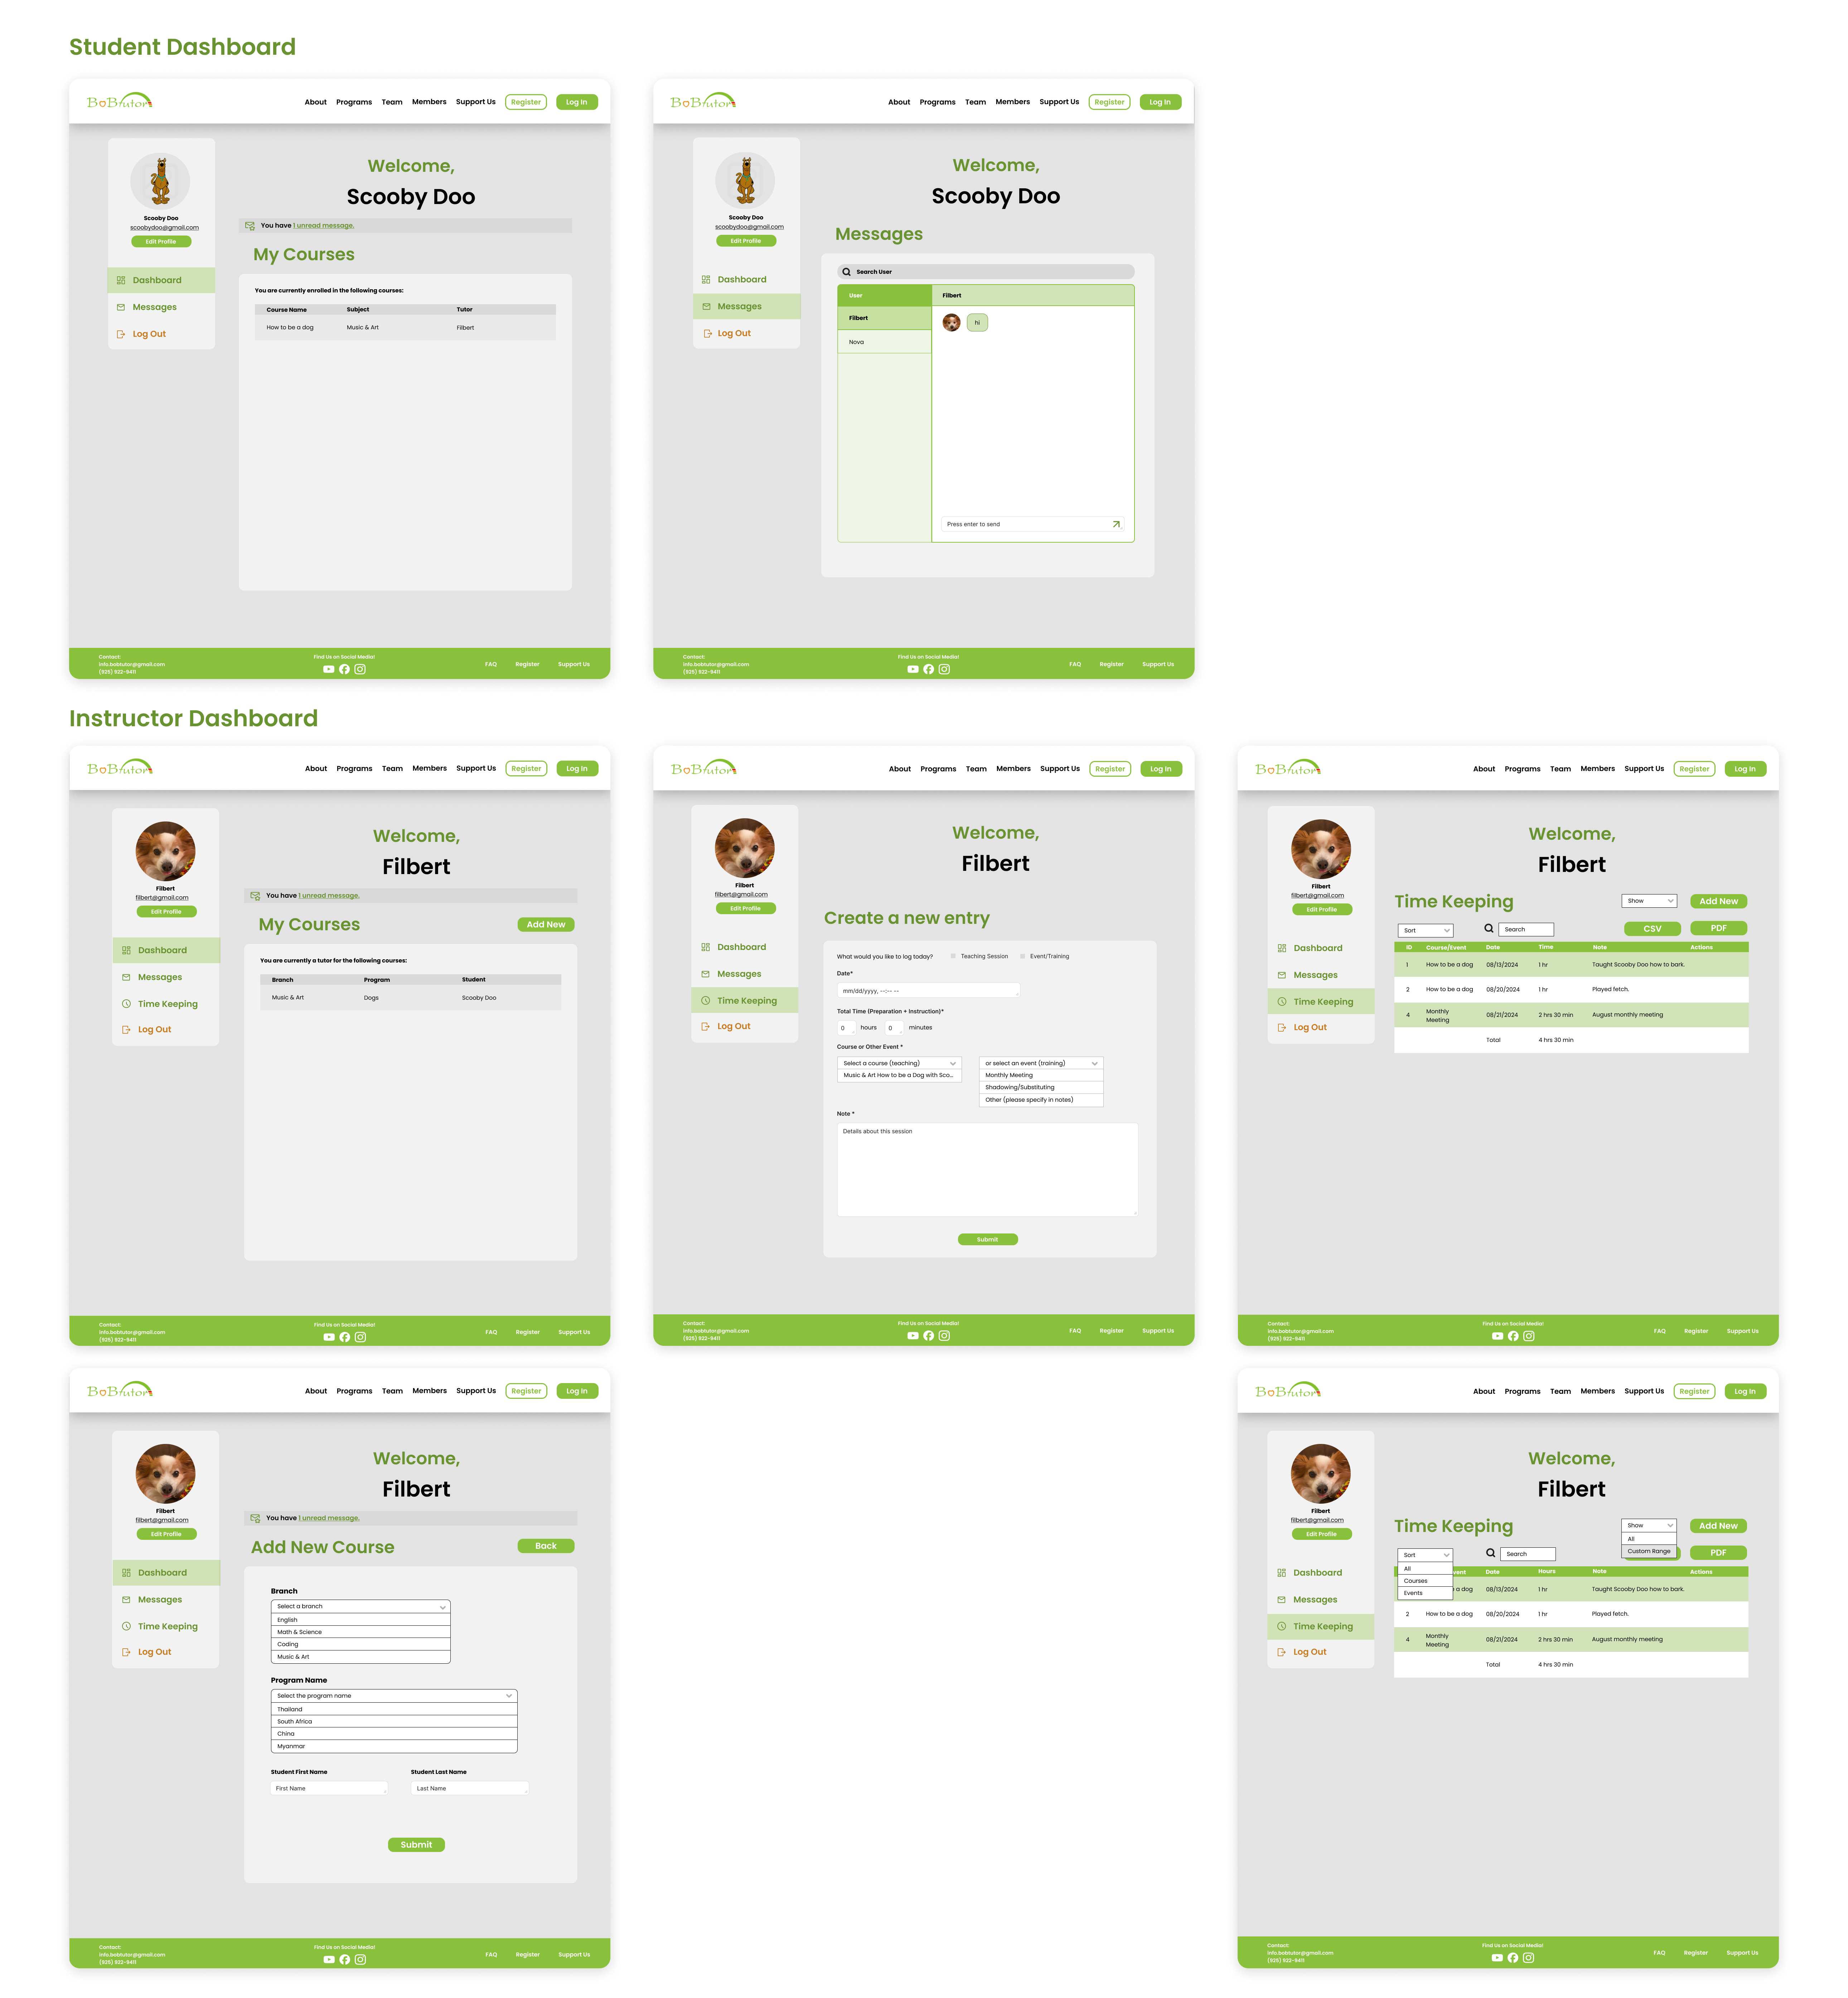 Student Dashboard
BoBtutor
About Programs Team Members Support Us Register Log In
Scooby Doo
scoobydoo@gmail.com
Edit Profile
Dashboard
Messages
Log Out
Welcome,
Scooby Doo
You have 1 unread message.
My Courses
You are currently enrolled in the following courses:
Course Name Subject Tutor
How to be a dog Music & Art Filbert
Contact:
info.bobtutor@gmail.com
(925) 922-9411
Find Us on Social Media!
FAQ Register Support Us
BoBtutor
About Programs Team Members Support Us Register Log In
Scooby Doo
scoobydoo@gmail.com
Edit Profile
Dashboard
Messages
Log Out
Welcome,
Scooby Doo
Messages
Search User
User Filbert
Filbert
hi
Nova
Press enter to send
Contact:
info.bobtutor@gmail.com
(925) 922-9411
Find Us on Social Media!
FAQ Register Support Us
Instructor Dashboard
BoBtutor
About Programs Team Members Support Us Register Log In
Filbert
filbert@gmail.com
Edit Profile
Dashboard
Messages
Time Keeping
Log Out
Welcome,
Filbert
You have 1 unread message.
My Courses Add New
You are currently a tutor for the following courses:
Branch Program Student
Music & Art Dogs Scooby Doo
Contact:
info.bobtutor@gmail.com
(925) 922-9411
Find Us on Social Media!
FAQ Register Support Us
BoBtutor
About Programs Team Members Support Us Register Log In
Filbert
filbert@gmail.com
Edit Profile
Dashboard
Messages
Time Keeping
Log Out
Welcome,
Filbert
Create a new entry
What would you like to log today? Teaching Session Event/Training
Date*
mm/dd/yyyy, --:-- --
Total Time (Preparation + Instruction)*
0 hours 0 minutes
Course or Other Event *
Select a course (teaching) or select an event (training)
Music & Art How to be a Dog with Sco... Monthly Meeting
Shadowing/Substituting
Other (please specify in notes)
Note *
Details about this session
Submit
Contact:
info.bobtutor@gmail.com
(925) 922-9411
Find Us on Social Media!
FAQ Register Support Us
BoBtutor
About Programs Team Members Support Us Register Log In
Filbert
filbert@gmail.com
Edit Profile
Dashboard
Messages
Time Keeping
Log Out
Welcome,
Filbert
Time Keeping Show Add New
Sort Search CSV PDF
ID Course/Event Date Time Note Actions
1 How to be a dog 08/13/2024 1 hr Taught Scooby Doo how to bark.
2 How to be a dog 08/20/2024 1 hr Played fetch.
4 Monthly Meeting 08/21/2024 2 hrs 30 min August monthly meeting
Total 4 hrs 30 min
Contact:
info.bobtutor@gmail.com
(925) 922-9411
Find Us on Social Media!
FAQ Register Support Us
BoBtutor
About Programs Team Members Support Us Register Log In
Filbert
filbert@gmail.com
Edit Profile
Dashboard
Messages
Time Keeping
Log Out
Welcome,
Filbert
You have 1 unread message.
Add New Course Back
Branch
Select a branch
English
Math & Science
Coding
Music & Art
Program Name
Select the program name
Thailand
South Africa
China
Myanmar
Student First Name Student Last Name
First Name Last Name
Submit
Contact:
info.bobtutor@gmail.com
(925) 922-9411
Find Us on Social Media!
FAQ Register Support Us
BoBtutor
About Programs Team Members Support Us Register Log In
Filbert
filbert@gmail.com
Edit Profile
Dashboard
Messages
Time Keeping
Log Out
Welcome,
Filbert
Time Keeping Show Add New
All
Custom Range
Sort Search PDF
All
Courses
Events
vent Date Hours Note Actions
a dog 08/13/2024 1 hr Taught Scooby Doo how to bark.
2 How to be a dog 08/20/2024 1 hr Played fetch.
4 Monthly Meeting 08/21/2024 2 hrs 30 min August monthly meeting
Total 4 hrs 30 min
Contact:
info.bobtutor@gmail.com
(925) 922-9411
Find Us on Social Media!
FAQ Register Support Us